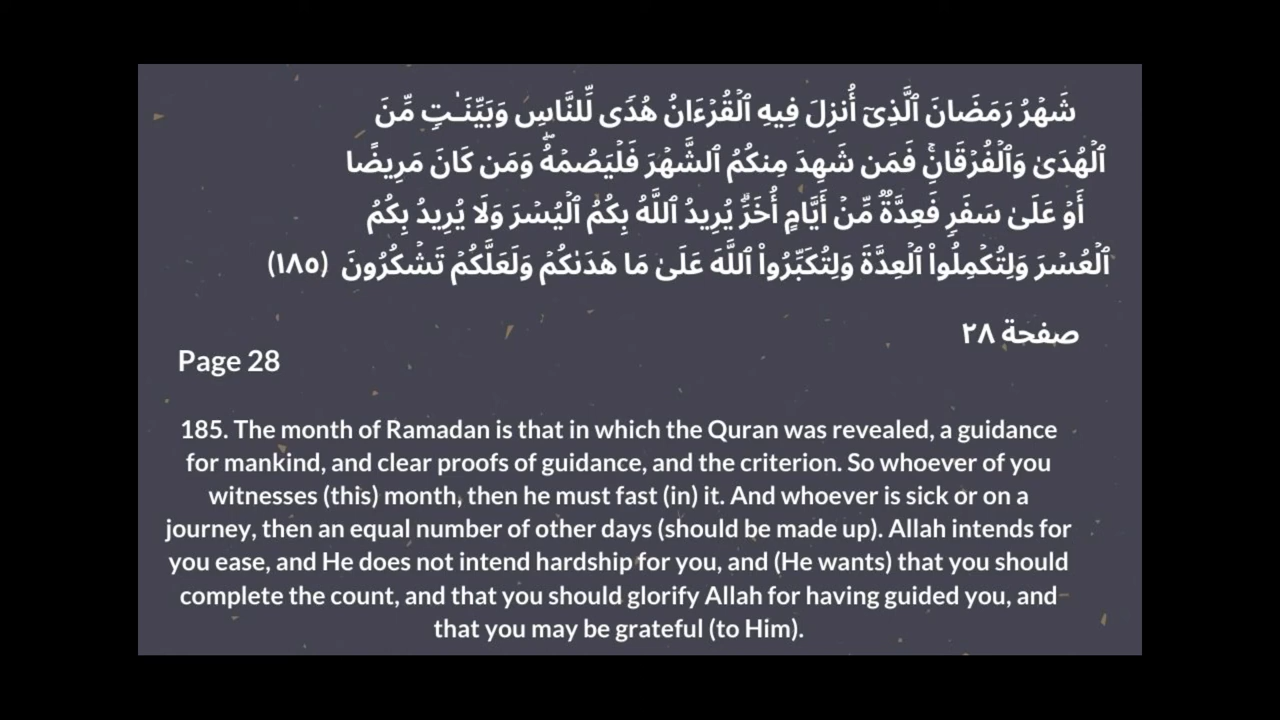 شَهۡرُ رَمَضَانَ ٱلَّذِىٓ أُنزِلَ فِيهِ ٱلۡقُرۡءَانُ هُدًى لِّلنَّاسِ وَبَيِّنَـٰتٍ مِّنَ
ٱلۡهُدَىٰ وَٱلۡفُرۡقَانِۚ فَمَن شَهِدَ مِنكُمُ ٱلشَّهۡرَ فَلۡيَصُمۡهُۖ وَمَن كَانَ مَرِيضًا
أَوۡ عَلَىٰ سَفَرٍ فَعِدَّةٌ مِّنۡ أَيَّامٍ أُخَرَۗ يُرِيدُ ٱللَّهُ بِكُمُ ٱلۡيُسۡرَ وَلَا يُرِيدُ بِكُمُ
ٱلۡعُسۡرَ وَلِتُكۡمِلُواْ ٱلۡعِدَّةَ وَلِتُكَبِّرُواْ ٱللَّهَ عَلَىٰ مَا هَدَىٰكُمۡ وَلَعَلَّكُمۡ تَشۡكُرُونَ (١٨٥)
صفحة ٢٨
Page 28
185. The month of Ramadan is that in which the Quran was revealed, a guidance
for mankind, and clear proofs of guidance, and the criterion. So whoever of you
witnesses (this) month, then he must fast (in) it. And whoever is sick or on a
journey, then an equal number of other days (should be made up). Allah intends for
you ease, and He does not intend hardship for you, and (He wants) that you should
complete the count, and that you should glorify Allah for having guided you, and
that you may be grateful (to Him).